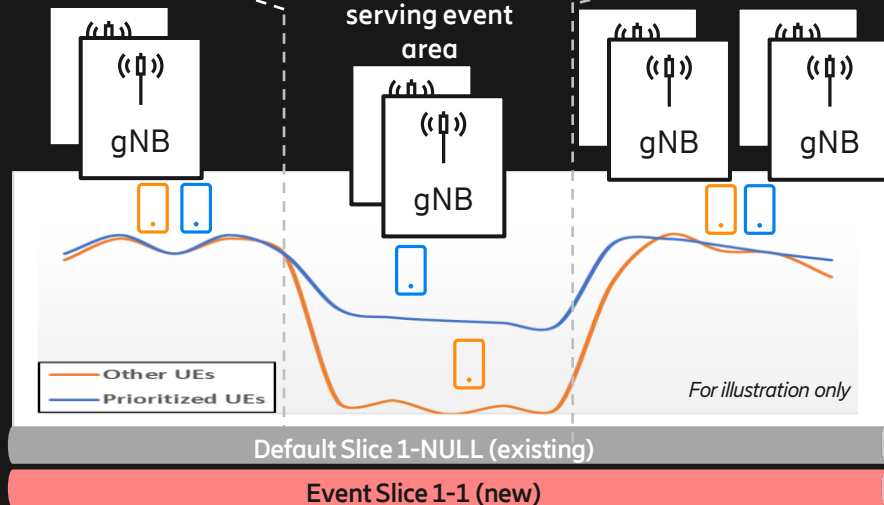 serving event
area
gNB
gNB
gNB
gNB
Other UEs
Prioritized UEs
For illustration only
Default Slice 1-NULL (existing)
Event Slice 1-1 (new)